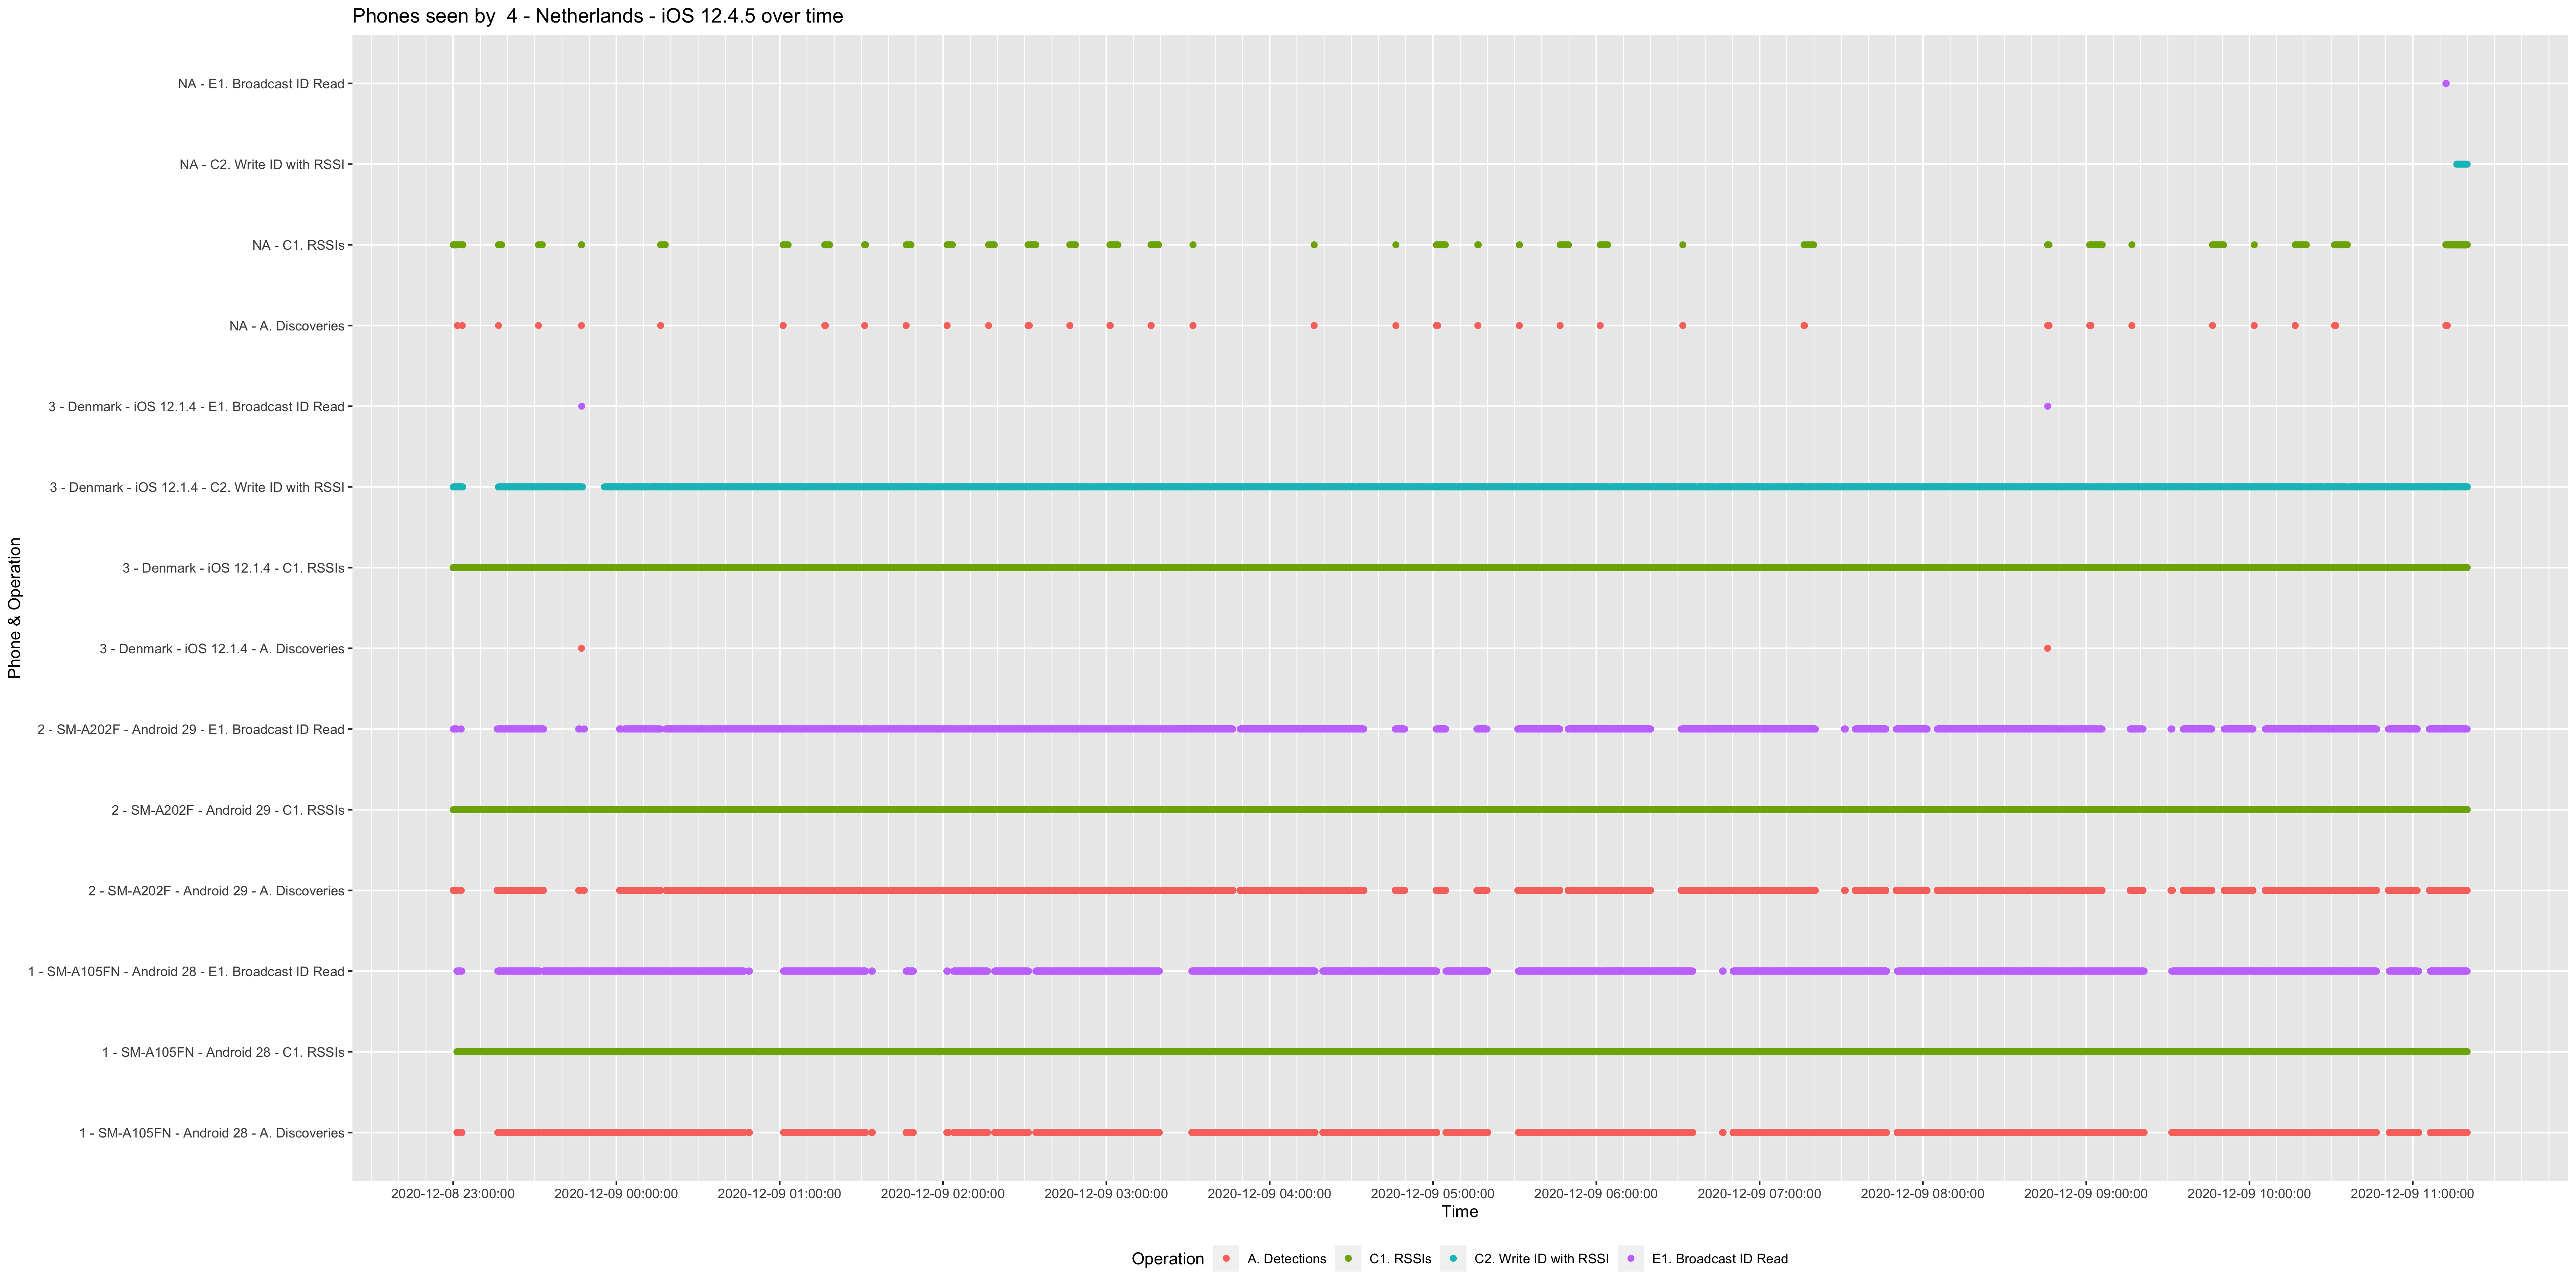 Phones seen by  4 - Netherlands - iOS 12.4.5 over time
Phone & Operation
NA - E1. Broadcast ID Read
NA - C2. Write ID with RSSI
NA - C1. RSSIs
NA - A. Discoveries
3 - Denmark - iOS 12.1.4 - E1. Broadcast ID Read
3 - Denmark - iOS 12.1.4 - C2. Write ID with RSSI
3 - Denmark - iOS 12.1.4 - C1. RSSIs
3 - Denmark - iOS 12.1.4 - A. Discoveries
2 - SM-A202F - Android 29 - E1. Broadcast ID Read
2 - SM-A202F - Android 29 - C1. RSSIs
2 - SM-A202F - Android 29 - A. Discoveries
1 - SM-A105FN - Android 28 - E1. Broadcast ID Read
1 - SM-A105FN - Android 28 - C1. RSSIs
1 - SM-A105FN - Android 28 - A. Discoveries
2020-12-08 23:00:00 2020-12-09 00:00:00 2020-12-09 01:00:00 2020-12-09 02:00:00 2020-12-09 03:00:00 2020-12-09 04:00:00 2020-12-09 05:00:00 2020-12-09 06:00:00 2020-12-09 07:00:00 2020-12-09 08:00:00 2020-12-09 09:00:00 2020-12-09 10:00:00 2020-12-09 11:00:00
Time
Operation A. Detections C1. RSSIs C2. Write ID with RSSI E1. Broadcast ID Read